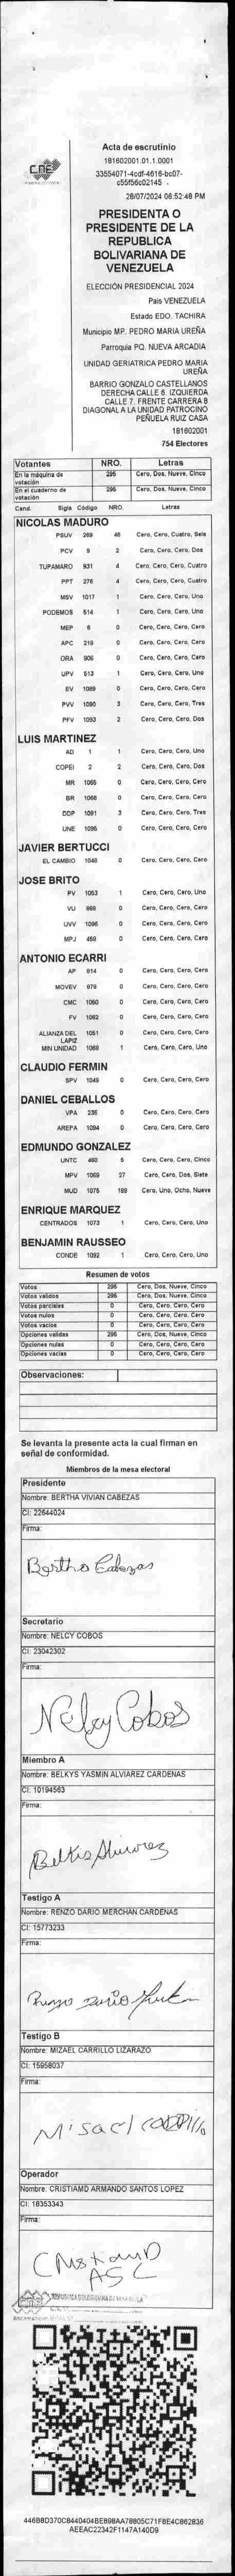 CNE
Acta de escrutinio
181602001.01.1.0001
33554071-4cdf-4616-bc07-
c55f56c02145
28/07/2024 06:52:48 PM
PRESIDENTA O
PRESIDENTE DE LA
REPUBLICA
BOLIVARIANA DE
VENEZUELA
ELECCIÓN PRESIDENCIAL 2024
País VENEZUELA
Estado EDO. TACHIRA
Municipio MP. PEDRO MARIA UREÑA
Parroquia PQ. NUEVA ARCADIA
UNIDAD GERIATRICA PEDRO MARIA
UREÑA
BARRIO GONZALO CASTELLANOS
DERECHA CALLE 6. IZQUIERDA
CALLE 7. FRENTE CARRERA 8
DIAGONAL A LA UNIDAD PATROCINO
PEÑUELA RUIZ CASA
181602001
754 Electores
Votantes NRO. Letras
En la máquina de votación 295 Cero, Dos, Nueve, Cinco
En el cuaderno de votación 295 Cero, Dos, Nueve, Cinco
Cand. Sigla Código NRO. Letras
NICOLAS MADURO
PSUV 269 46 Cero, Cero, Cuatro, Seis
PCV 9 2 Cero, Cero, Cero, Dos
TUPAMARO 931 4 Cero, Cero, Cero, Cuatro
PPT 276 4 Cero, Cero, Cero, Cuatro
MSV 1017 1 Cero, Cero, Cero, Uno
PODEMOS 514 1 Cero, Cero, Cero, Uno
MEP 6 0 Cero, Cero, Cero, Cero
APC 219 0 Cero, Cero, Cero, Cero
ORA 905 0 Cero, Cero, Cero, Cero
UPV 513 1 Cero, Cero, Cero, Uno
EV 1089 0 Cero, Cero, Cero, Cero
PVV 1090 3 Cero, Cero, Cero, Tres
PFV 1093 2 Cero, Cero, Cero, Dos
LUIS MARTINEZ
AD 1 1 Cero, Cero, Cero, Uno
COPEI 2 2 Cero, Cero, Cero, Dos
MR 1065 0 Cero, Cero, Cero, Cero
BR 1066 0 Cero, Cero, Cero, Cero
DDP 1091 3 Cero, Cero, Cero, Tres
UNE 1095 0 Cero, Cero, Cero, Cero
JAVIER BERTUCCI
EL CAMBIO 1048 0 Cero, Cero, Cero, Cero
JOSE BRITO
PV 1053 1 Cero, Cero, Cero, Uno
VU 868 0 Cero, Cero, Cero, Cero
UVV 1096 0 Cero, Cero, Cero, Cero
MPJ 458 0 Cero, Cero, Cero, Cero
ANTONIO ECARRI
AP 914 0 Cero, Cero, Cero, Cero
MOVEV 979 0 Cero, Cero, Cero, Cero
CMC 1050 0 Cero, Cero, Cero, Cero
FV 1062 0 Cero, Cero, Cero, Cero
ALIANZA DEL LAPIZ 1051 0 Cero, Cero, Cero, Cero
MIN UNIDAD 1069 1 Cero, Cero, Cero, Uno
CLAUDIO FERMIN
SPV 1049 0 Cero, Cero, Cero, Cero
DANIEL CEBALLOS
VPA 236 0 Cero, Cero, Cero, Cero
AREPA 1094 0 Cero, Cero, Cero, Cero
EDMUNDO GONZALEZ
UNTC 460 5 Cero, Cero, Cero, Cinco
MPV 1069 27 Cero, Cero, Dos, Siete
MUD 1075 189 Cero, Uno, Ocho, Nueve
ENRIQUE MARQUEZ
CENTRADOS 1073 1 Cero, Cero, Cero, Uno
BENJAMIN RAUSSEO
CONDE 1092 1 Cero, Cero, Cero, Uno
Resumen de votos
Votos 295 Cero, Dos, Nueve, Cinco
Votos validos 295 Cero, Dos, Nueve, Cinco
Votos parciales 0 Cero, Cero, Cero, Cero
Votos nulos 0 Cero, Cero, Cero, Cero
Votos vacios 0 Cero, Cero, Cero, Cero
Opciones validas 295 Cero, Dos, Nueve, Cinco
Opciones nulas 0 Cero, Cero, Cero, Cero
Opciones vacias 0 Cero, Cero, Cero, Cero
Observaciones:
Se levanta la presente acta la cual firman en
señal de conformidad.
Miembros de la mesa electoral
Presidente
Nombre: BERTHA VIVIAN CABEZAS
CI: 22644024
Firma:
Bertha Cabezas
Secretario
Nombre: NELCY COBOS
CI: 23042302
Firma:
Nelcy Cobos
Miembro A
Nombre: BELKYS YASMIN ALVIAREZ CARDENAS
CI: 10194563
Firma:
Belkis Alviarez
Testigo A
Nombre: RENZO DARIO MERCHAN CARDENAS
CI: 15773233
Firma:
Testigo B
Nombre: MIZAEL CARRILLO LIZARAZO
CI: 15958037
Firma:
Misael CARRillo
Operador
Nombre: CRISTIAMD ARMANDO SANTOS LOPEZ
CI: 18353343
Firma:
ASL
CNE REPUBLICA BOLIVARIANA DE VENEZUELA
446B8D370C8440404BE898AA78805C71F8E4C862836
AEEAC22342F1147A140D9